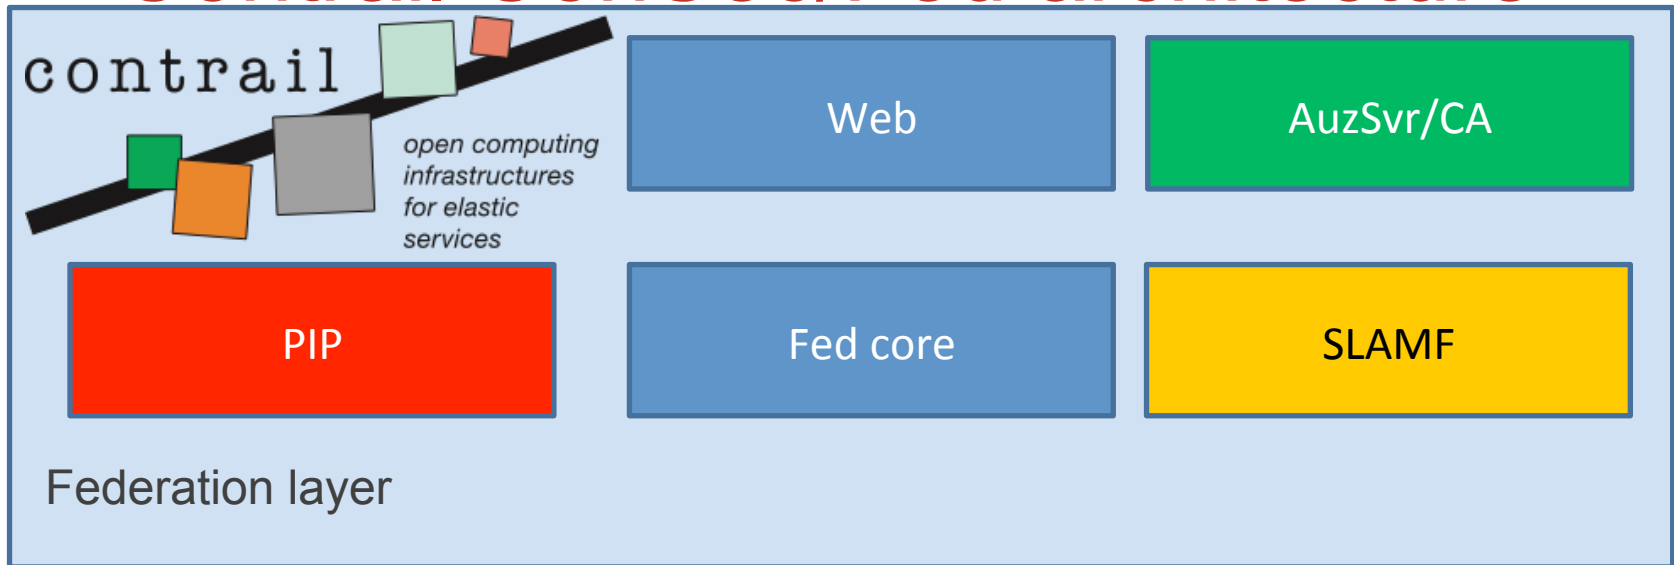 contrail
open computing
infrastructures
for elastic
services
Web
AuzSvr/CA
PIP
Fed core
SLAMF
Federation layer